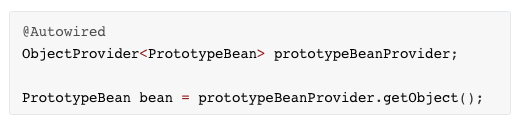 @Autowired
ObjectProvider<PrototypeBean> prototypeBeanProvider;
PrototypeBean bean = prototypeBeanProvider.getObject();